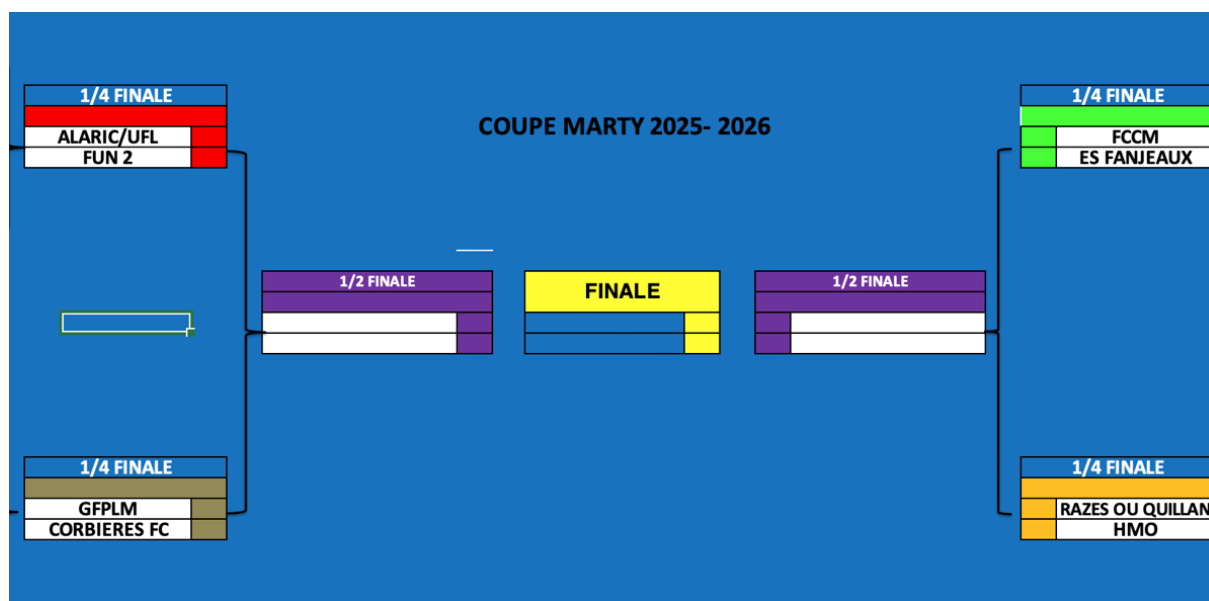 COUPE MARTY 2025- 2026
1/4 FINALE
ALARIC/UFL
FUN 2
1/4 FINALE
GFPLM
CORBIERES FC
1/2 FINALE
FINALE
1/2 FINALE
1/4 FINALE
FCCM
ES FANJEAUX
1/4 FINALE
RAZES OU QUILLAN
HMO